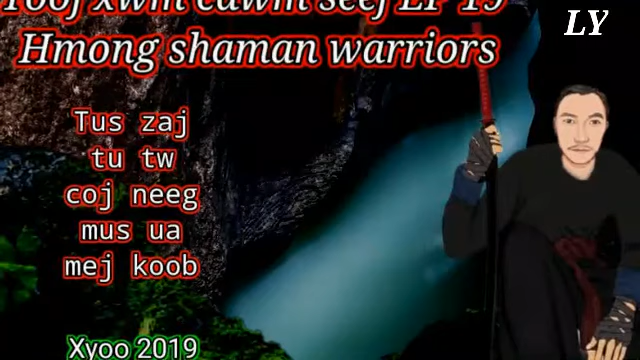 Yoof xwm cawm seej EP 19
LY
Hmong shaman warriors
Tus zaj
tu tw
coj neeg
mus ua
mej koob
Xyoo 2019